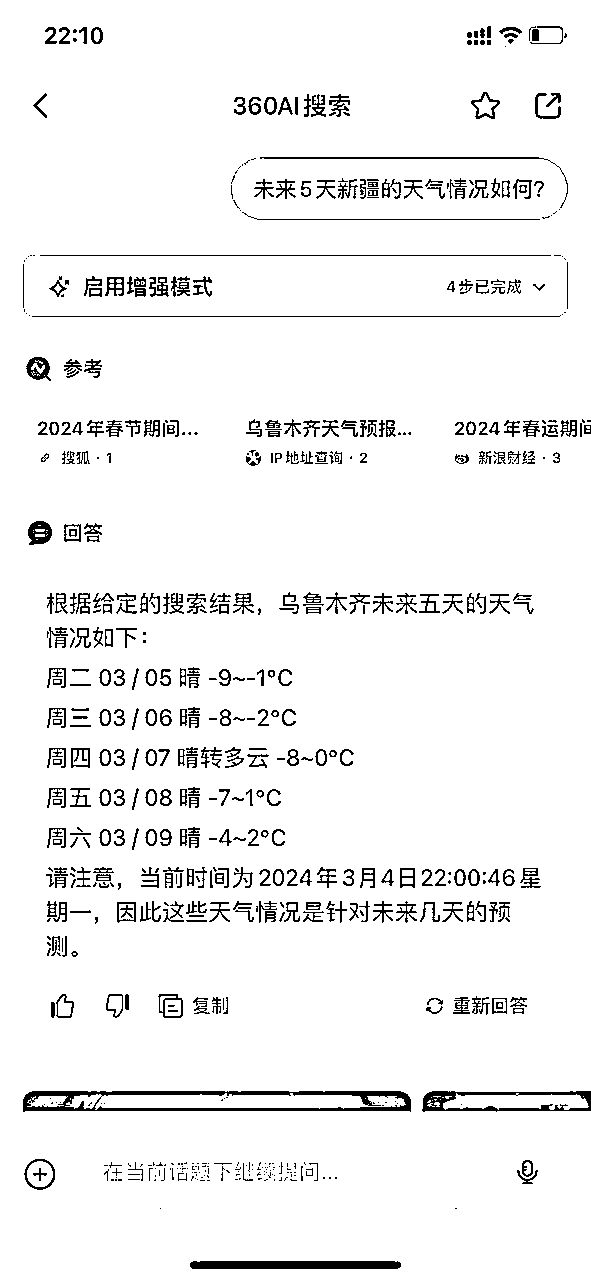 22:10
360AI搜索
未来5天新疆的天气情况如何?
启用增强模式
4步已完成
参考
2024年春节期间...
乌鲁木齐天气预报...
2024年春运期间
搜狐 · 1
IP地址查询 · 2
新浪财经 · 3
回答
根据给定的搜索结果，乌鲁木齐未来五天的天气
情况如下：
周二 03/05 晴 -9~-1°C
周三 03/06 晴 -8~-2°C
周四 03/07 晴转多云 -8~0°C
周五 03/08 晴 -7~1°C
周六 03/09 晴 -4~2°C
请注意，当前时间为2024年3月4日22:00:46星
期一，因此这些天气情况是针对未来几天的预
测。
复制
重新回答
在当前话题下继续提问...